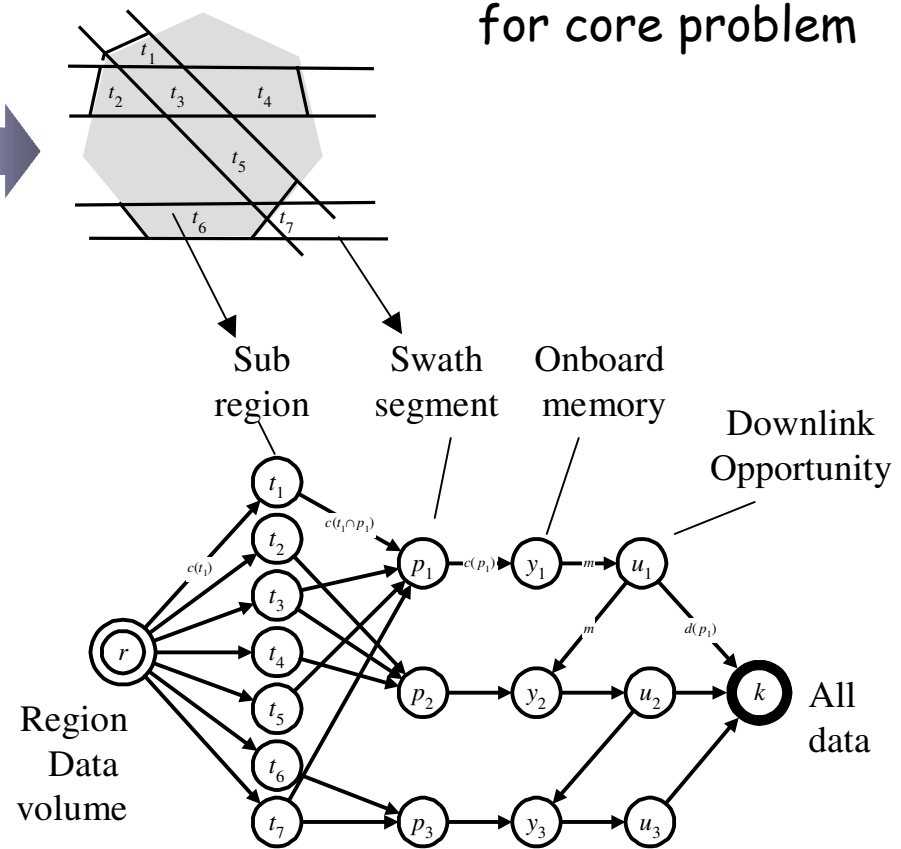 for core problem
t1
t2 t3 t4
t5
t6 t7
Sub
region
Swath
segment
Onboard
memory
Downlink
Opportunity
t1
c(t1∩p1)
t2
c(t1)
p1 c(p1) y1 m u1
t3
m d(p1)
r
t4
p2 y2 u2 k
t5
All
data
Region
Data
volume
t6
t7
p3 y3 u3